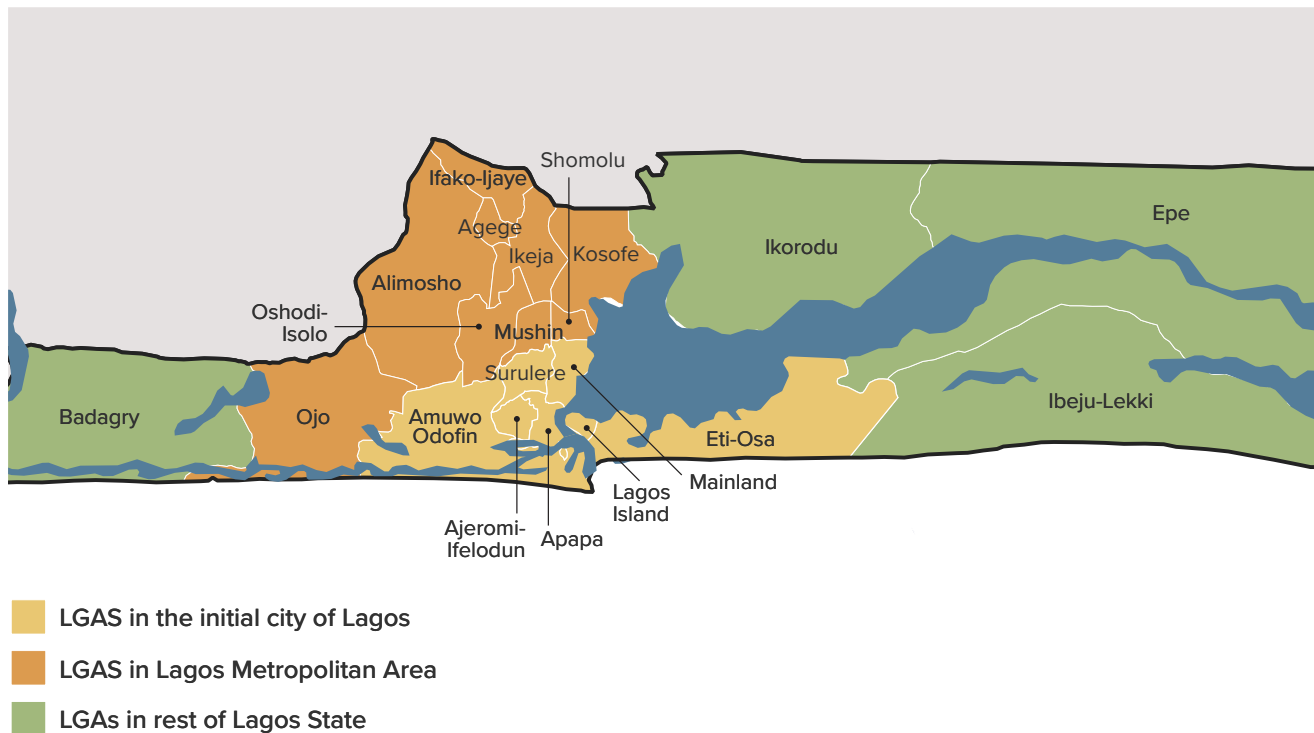 Shomolu
Ifako-Ijaye
Epe
Agege
Ikorodu
Ikeja
Kosofe
Alimosho
Oshodi-
Isolo
Mushin
Surulere
Badagry
Ojo
Amuwo
Odofin
Ibeju-Lekki
Eti-Osa
Mainland
Lagos
Island
Ajeromi-
Ifelodun
Apapa
LGAS in the initial city of Lagos
LGAS in Lagos Metropolitan Area
LGAs in rest of Lagos State